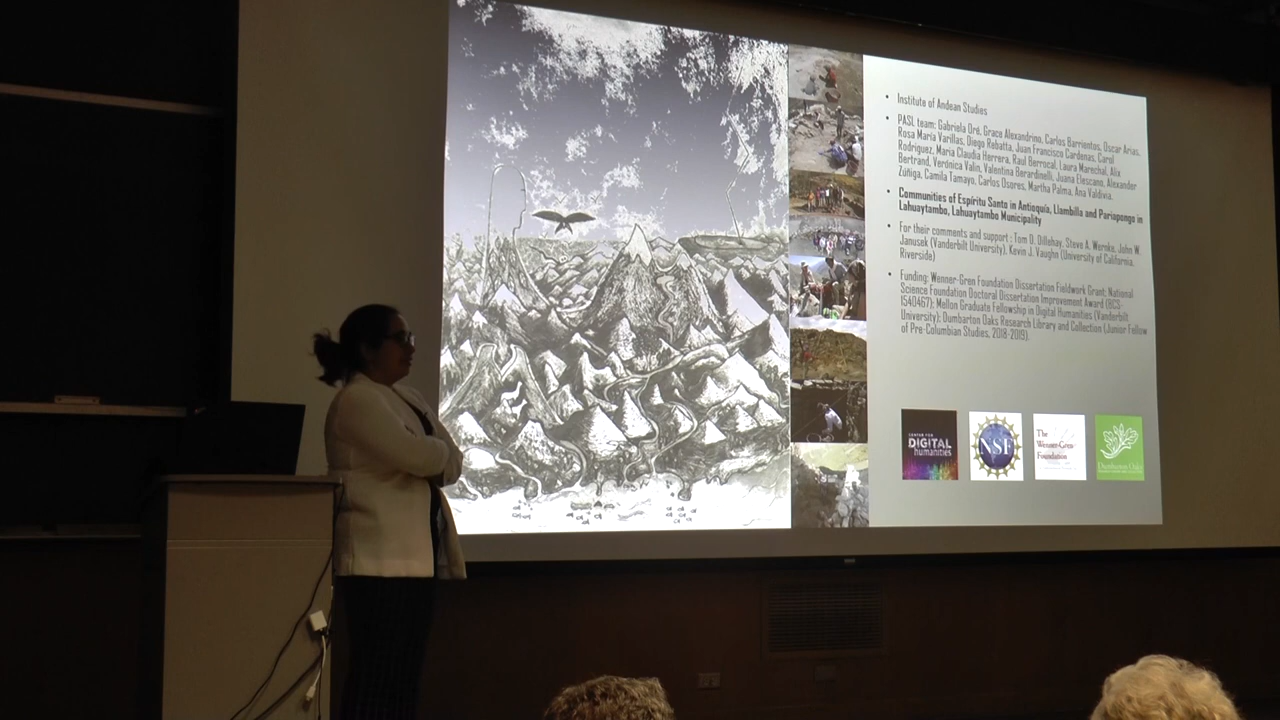 Institute of Andean Studies
PASL team: Gabriela Oré, Grace Alexandrino, Carlos Barrientos, Oscar Arias,
Rosa María Varillas, Diego Rebatta, Juan Francisco Cardenas, Carol
Rodriguez, Maria Claudia Herrera, Raul Berrocal, Laura Marechal, Alix
Bertrand, Verónica Valin, Valentina Berardinelli, Juana Elescano, Alexander
Zúñiga, Camila Tamayo, Carlos Osores, Martha Palma, Ana Valdivia.
Communities of Espíritu Santo in Antioquía, Llambilla and Pariapongo in
Lahuaytambo, Lahuaytambo Municipality
For their comments and support : Tom D. Dillehay, Steve A. Wernke, John W.
Janusek (Vanderbilt University), Kevin J. Vaughn (University of California,
Riverside)
Funding: Wenner-Gren Foundation Dissertation Fieldwork Grant; National
Science Foundation Doctoral Dissertation Improvement Award (BCS-
1540467); Mellon Graduate Fellowship in Digital Humanities (Vanderbilt
University); Dumbarton Oaks Research Library and Collection (Junior Fellow
of Pre-Columbian Studies, 2018-2019).
CENTER FOR
DIGITAL
humanities
NSF
The
Wenner-Gren
Foundation
Dumbarton Oaks